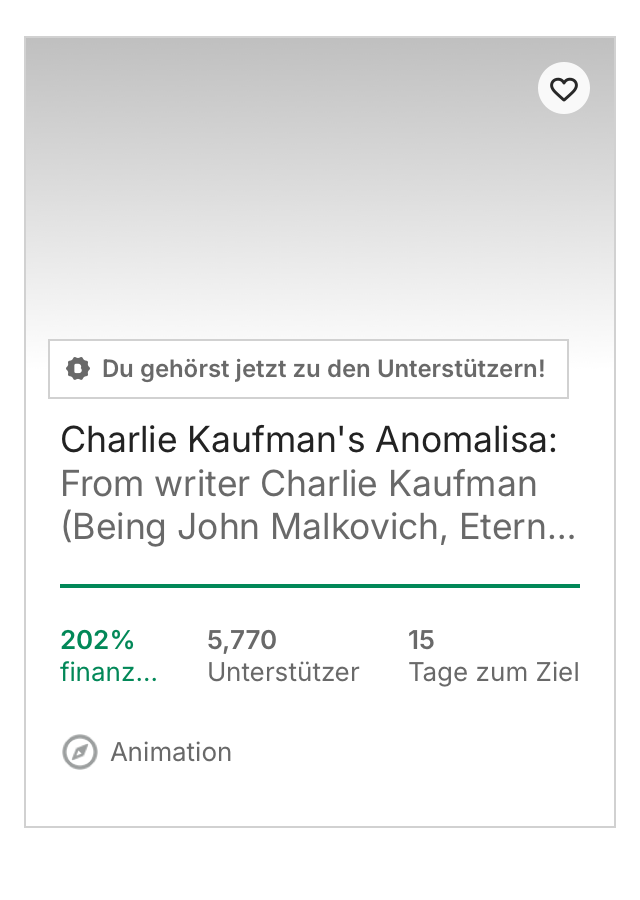 Du gehörst jetzt zu den Unterstützern!
Charlie Kaufman's Anomalisa:
From writer Charlie Kaufman
(Being John Malkovich, Etern...
202%
finanz...
5,770
Unterstützer
15
Tage zum Ziel
Animation